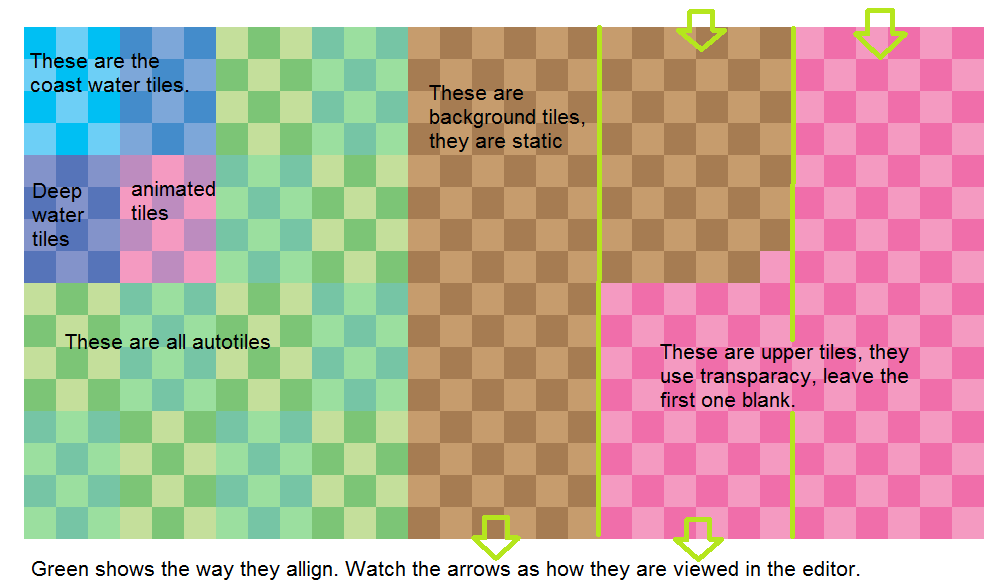 These are the
coast water tiles.
These are
background tiles,
they are static
Deep
water
tiles
animated
tiles
These are all autotiles
These are upper tiles, they
use transparacy, leave the
first one blank.
Green shows the way they allign. Watch the arrows as how they are viewed in the editor.